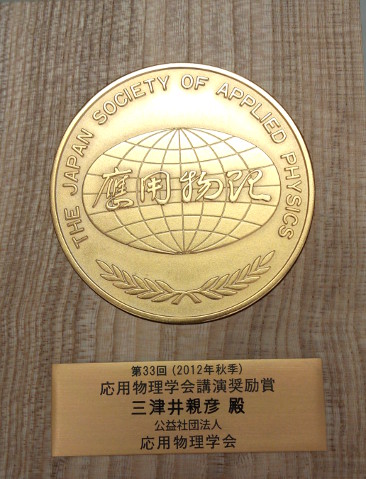 THE JAPAN SOCIETY OF APPLIED PHYSICS
應用物理
第33回（2012年秋季）
応用物理学会講演奨励賞
三津井親彦 殿
公益社団法人
応用物理学会